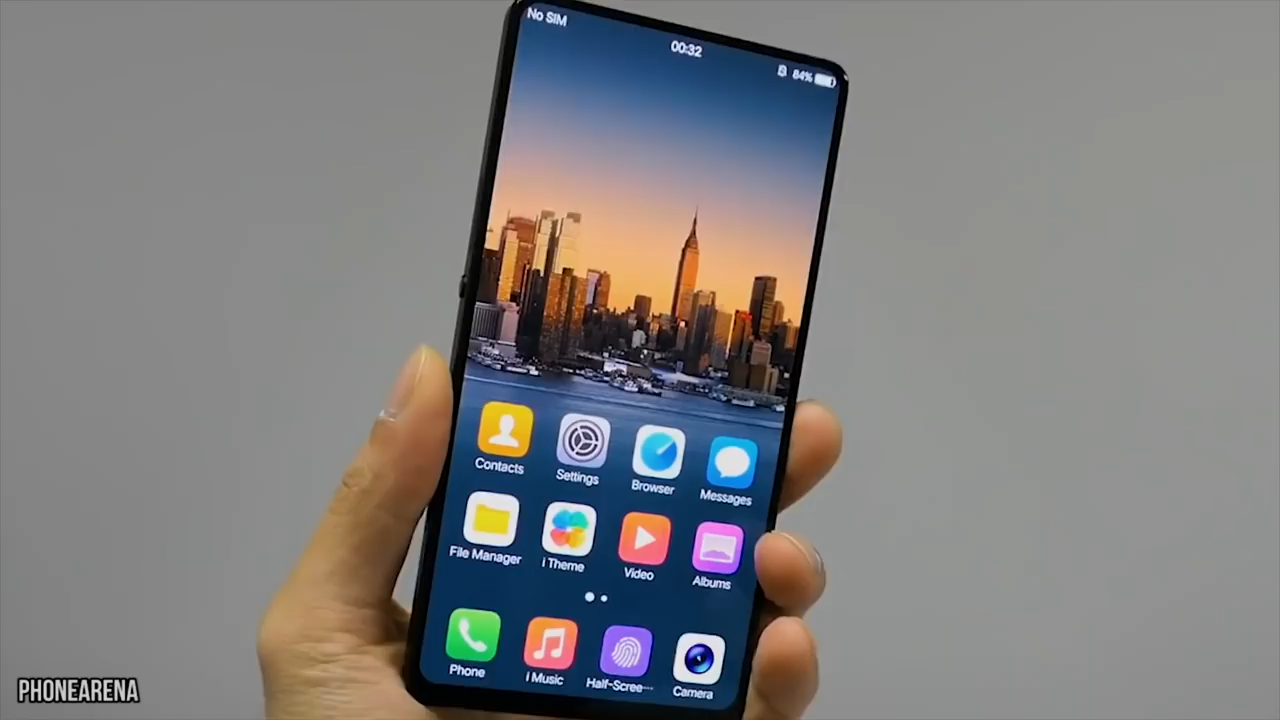 No SIM
00:32
84%
Contacts
Settings
Browser
Messages
File Manager
i Theme
Video
Albums
Phone
i Music
Half-Scree···
Camera
PHONEARENA